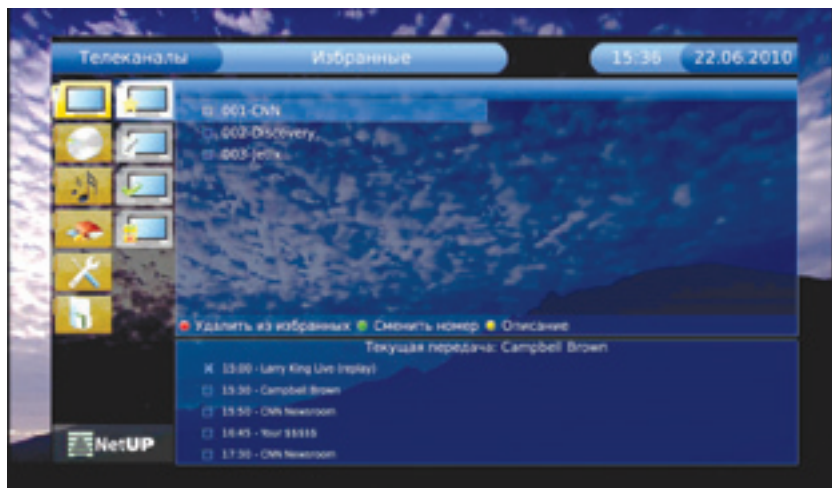 Телеканалы Избранные 15:36 22.06.2010
001-CNN
002-Discovery
003-Jetix
Удалить из избранных Сменить номер Описание
Текущая передача: Campbell Brown
15:00 - Larry King Live (replay)
15:30 - Campbell Brown
15:50 - CNN Newsroom
16:45 - Your $$$$$
17:30 - CNN Newsroom
NetUP